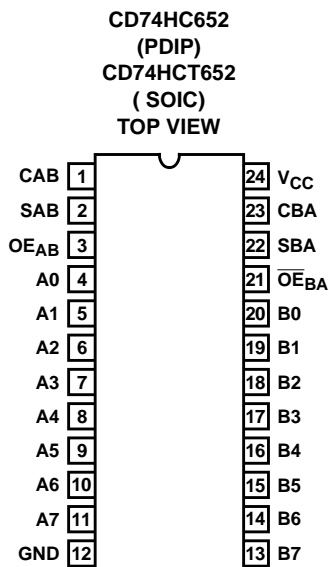 CD74HC652
(PDIP)
CD74HCT652
( SOIC)
TOP VIEW
CAB 1 24 VCC
SAB 2 23 CBA
OEAB 3 22 SBA
A0 4 21 O̅E̅BA
A1 5 20 B0
A2 6 19 B1
A3 7 18 B2
A4 8 17 B3
A5 9 16 B4
A6 10 15 B5
A7 11 14 B6
GND 12 13 B7